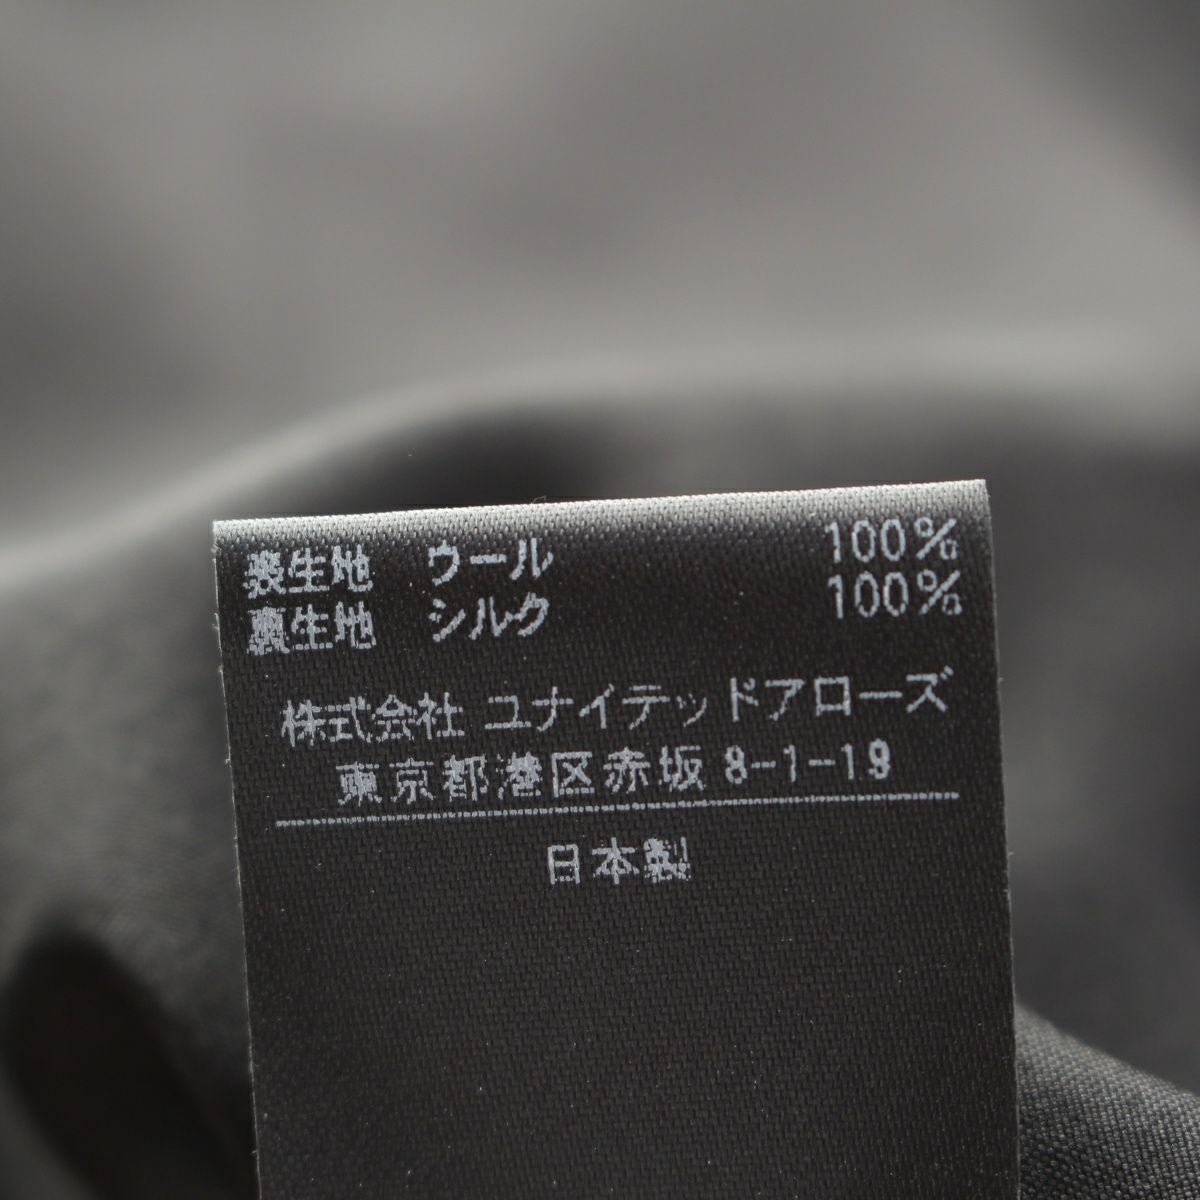 表生地 ウール 100%
裏生地 シルク 100%
株式会社 ユナイテッドアローズ
東京都港区赤坂 8-1-19
日本製